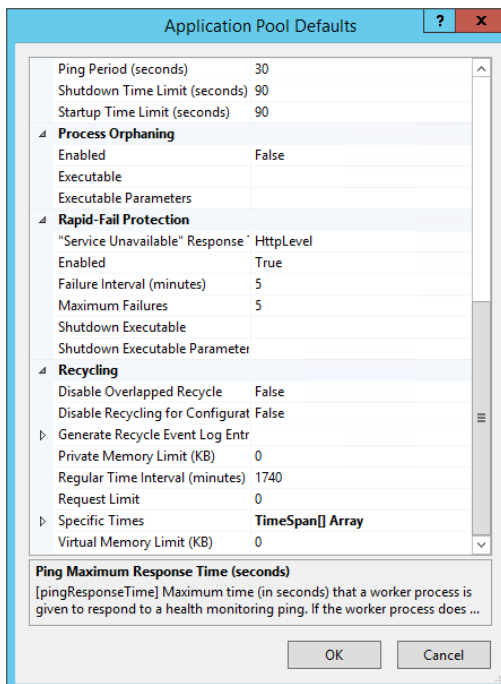 Application Pool Defaults
? x
Ping Period (seconds) 30
Shutdown Time Limit (seconds) 90
Startup Time Limit (seconds) 90
Process Orphaning
Enabled False
Executable
Executable Parameters
Rapid-Fail Protection
"Service Unavailable" Response HttpLevel
Enabled True
Failure Interval (minutes) 5
Maximum Failures 5
Shutdown Executable
Shutdown Executable Parameter
Recycling
Disable Overlapped Recycle False
Disable Recycling for Configurat False
Generate Recycle Event Log Entr
Private Memory Limit (KB) 0
Regular Time Interval (minutes) 1740
Request Limit 0
Specific Times TimeSpan[] Array
Virtual Memory Limit (KB) 0
Ping Maximum Response Time (seconds)
[pingResponseTime] Maximum time (in seconds) that a worker process is
given to respond to a health monitoring ping. If the worker process does ...
OK Cancel